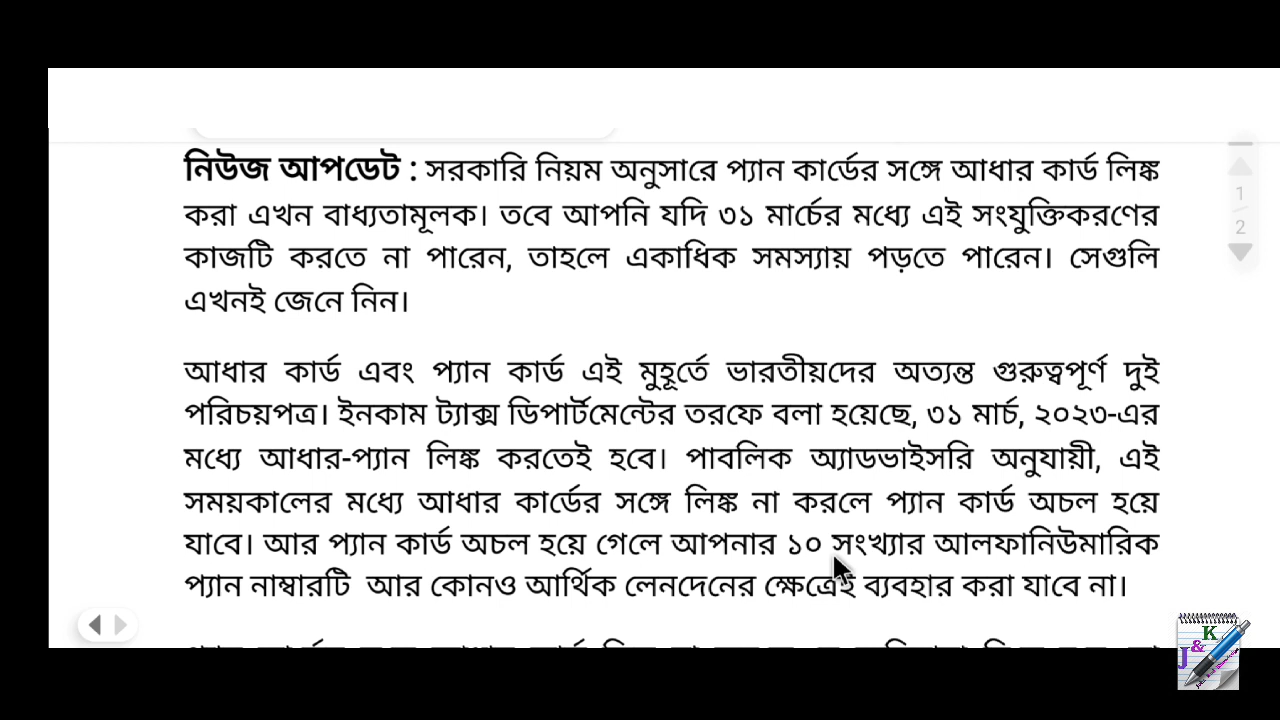 নিউজ আপডেট : সরকারি নিয়ম অনুসারে প্যান কার্ডের সঙ্গে আধার কার্ড লিঙ্ক
করা এখন বাধ্যতামূলক। তবে আপনি যদি ৩১ মার্চের মধ্যে এই সংযুক্তিকরণের
কাজটি করতে না পারেন, তাহলে একাধিক সমস্যায় পড়তে পারেন। সেগুলি
এখনই জেনে নিন।
আধার কার্ড এবং প্যান কার্ড এই মুহূর্তে ভারতীয়দের অত্যন্ত গুরুত্বপূর্ণ দুই
পরিচয়পত্র। ইনকাম ট্যাক্স ডিপার্টমেন্টের তরফে বলা হয়েছে, ৩১ মার্চ, ২০২৩-এর
মধ্যে আধার-প্যান লিঙ্ক করতেই হবে। পাবলিক অ্যাডভাইসরি অনুযায়ী, এই
সময়কালের মধ্যে আধার কার্ডের সঙ্গে লিঙ্ক না করলে প্যান কার্ড অচল হয়ে
যাবে। আর প্যান কার্ড অচল হয়ে গেলে আপনার ১০ সংখ্যার আলফানিউমারিক
প্যান নাম্বারটি আর কোনও আর্থিক লেনদেনের ক্ষেত্রেই ব্যবহার করা যাবে না।
1
2
J & K